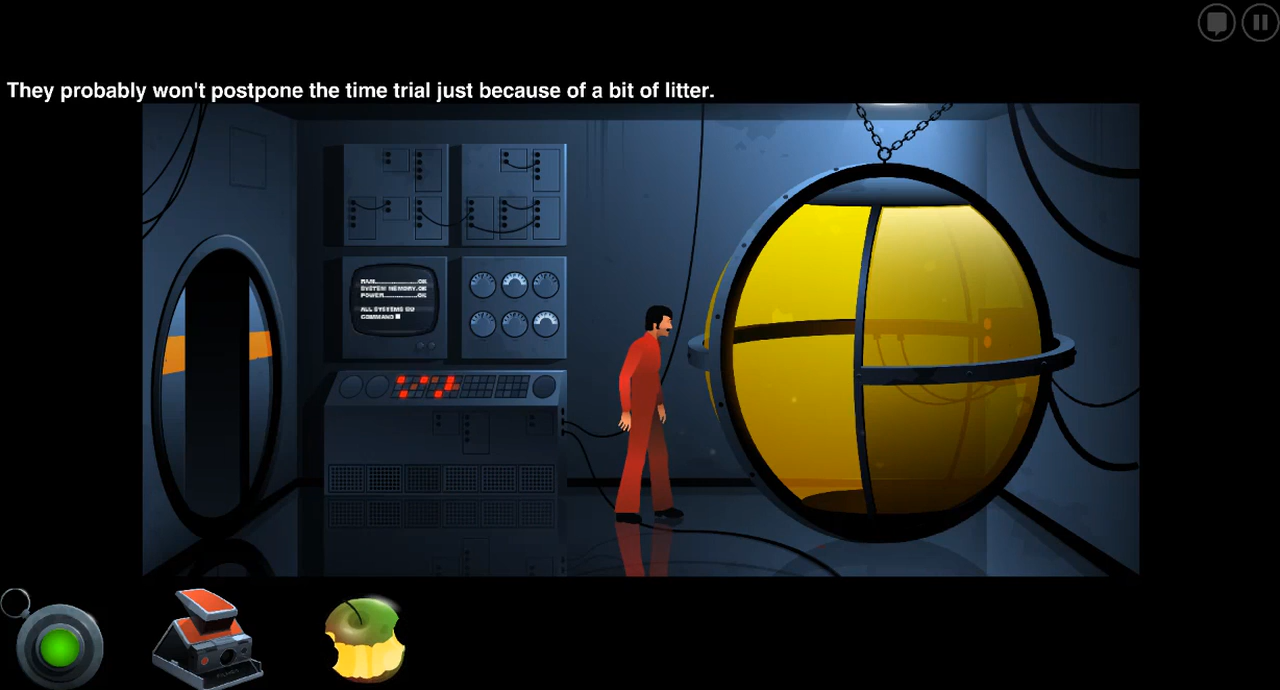 They probably won't postpone the time trial just because of a bit of litter.
RAM..................OK
SYSTEM MEMORY.OK
POWER...............OK
ALL SYSTEMS GO
COMMAND